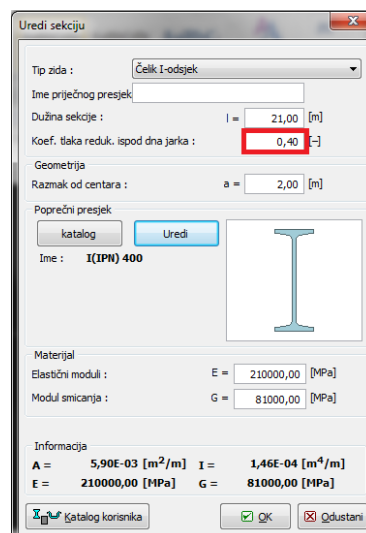 Uredi sekciju
Tip zida : Čelik I-odsjek
Ime priječnog presjek
Dužina sekcije : l = 21,00 [m]
Koef. tlaka reduk. ispod dna jarka : 0,40 [–]
Geometrija
Razmak od centara : a = 2,00 [m]
Poprečni presjek
katalog Uredi
Ime : I(IPN) 400
Materijal
Elastični moduli : E = 210000,00 [MPa]
Modul smicanja : G = 81000,00 [MPa]
Informacija
A = 5,90E-03 [m²/m] I = 1,46E-04 [m⁴/m]
E = 210000,00 [MPa] G = 81000,00 [MPa]
Katalog korisnika OK Odustani